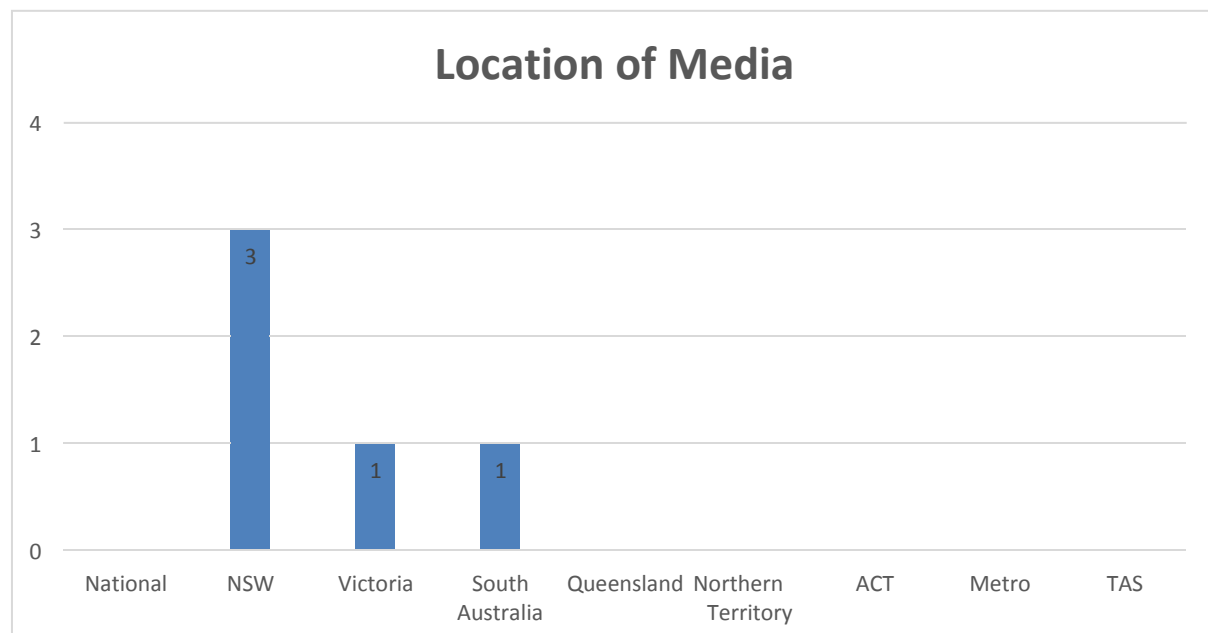 Location of Media
4
3
2
1
0
3
1
1
National NSW Victoria South Queensland Northern ACT Metro TAS
Australia Territory